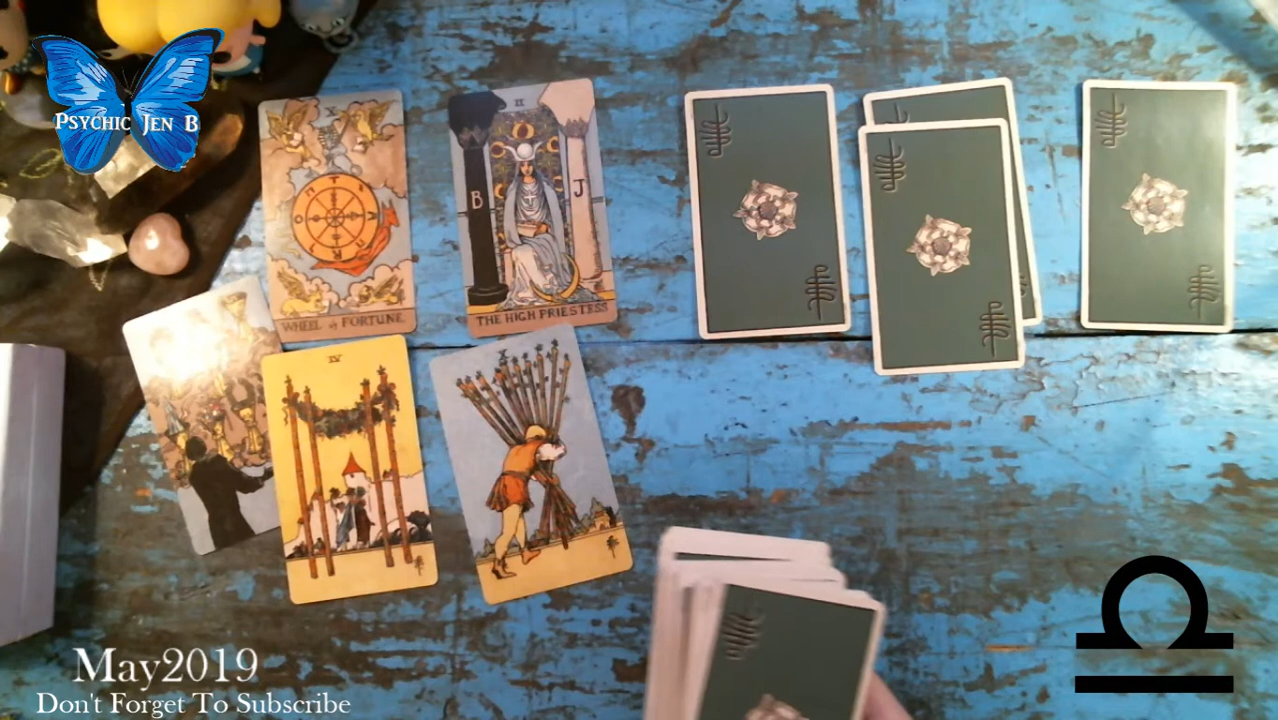 PSYCHIC JEN B
X
WHEEL of FORTUNE.
II
B
J
THE HIGH PRIESTESS
IV
X
May2019
Don't Forget To Subscribe